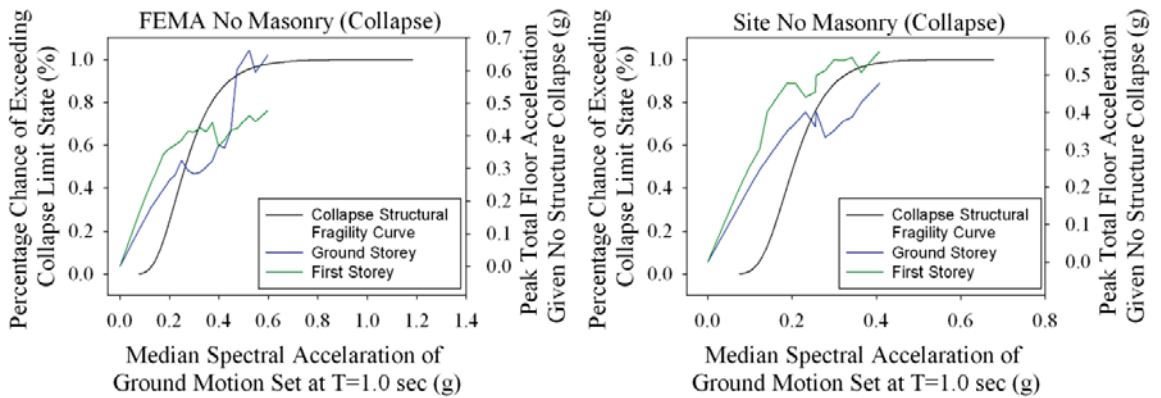 FEMA No Masonry (Collapse)
Percentage Chance of Exceeding
Collapse Limit State (%)
1.0
0.8
0.6
0.4
0.2
0.0
0.7
0.6
0.5
0.4
0.3
0.2
0.1
0.0
Peak Total Floor Acceleration
Given No Structure Collapse (g)
Collapse Structural
Fragility Curve
Ground Storey
First Storey
0.0 0.2 0.4 0.6 0.8 1.0 1.2 1.4
Median Spectral Accelaration of
Ground Motion Set at T=1.0 sec (g)
Site No Masonry (Collapse)
Percentage Chance of Exceeding
Collapse Limit State (%)
1.0
0.8
0.6
0.4
0.2
0.0
0.6
0.5
0.4
0.3
0.2
0.1
0.0
Peak Total Floor Acceleration
Given No Structure Collapse (g)
Collapse Structural
Fragility Curve
Ground Storey
First Storey
0.0 0.2 0.4 0.6 0.8
Median Spectral Accelaration of
Ground Motion Set at T=1.0 sec (g)